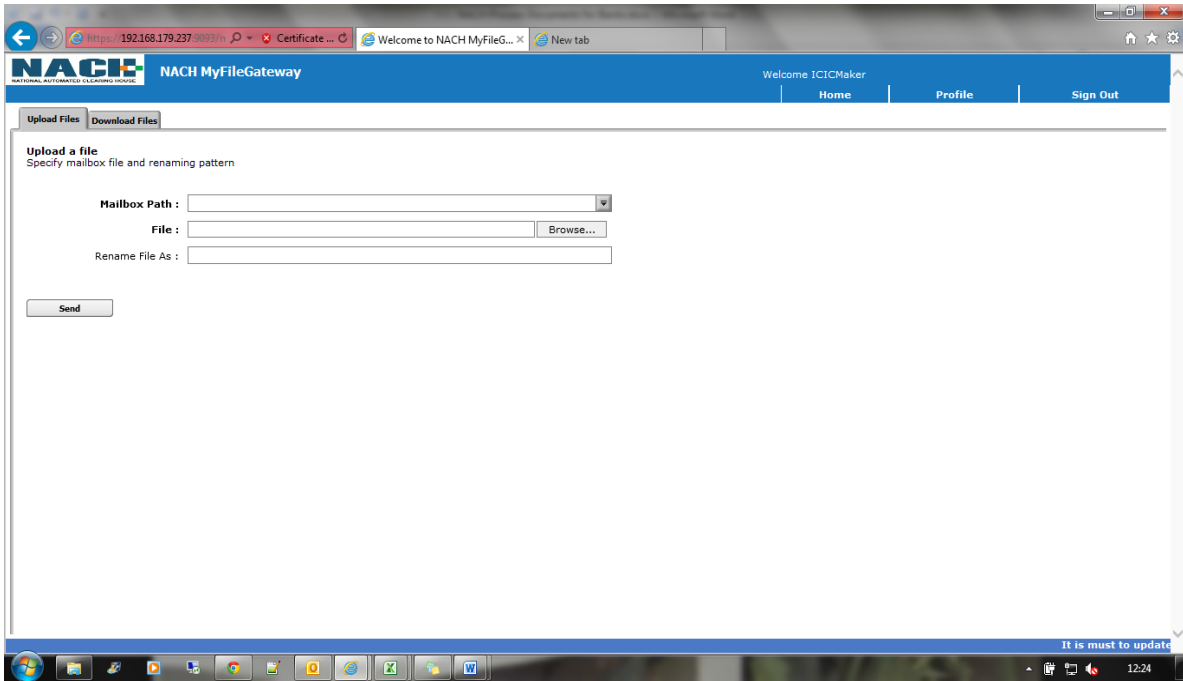 https://192.168.179.237:9093/n
Certificate ...
Welcome to NACH MyFileG...
New tab
NACH
NATIONAL AUTOMATED CLEARING HOUSE
NACH MyFileGateway
Welcome ICICMaker
Home Profile Sign Out
Upload Files Download Files
Upload a file
Specify mailbox file and renaming pattern
Mailbox Path :
File : Browse...
Rename File As :
Send
It is must to update
12:24